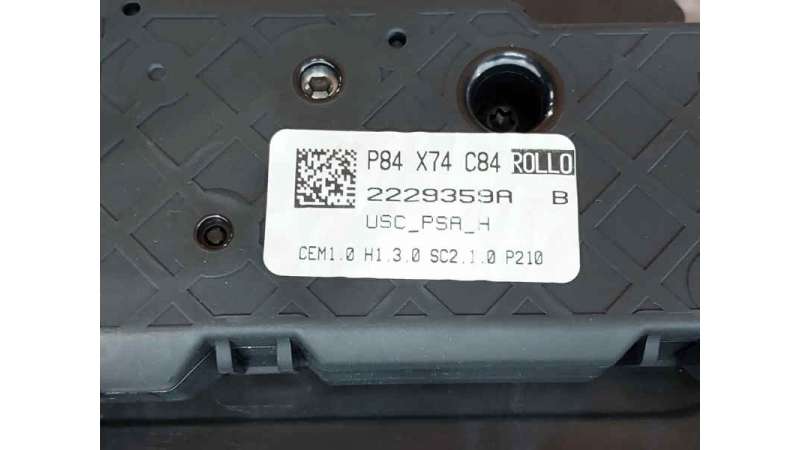 P84 X74 C84 ROLLO
2229359A B
USC_PSA_H
CEM1.0 H1.3.0 SC2.1.0 P210